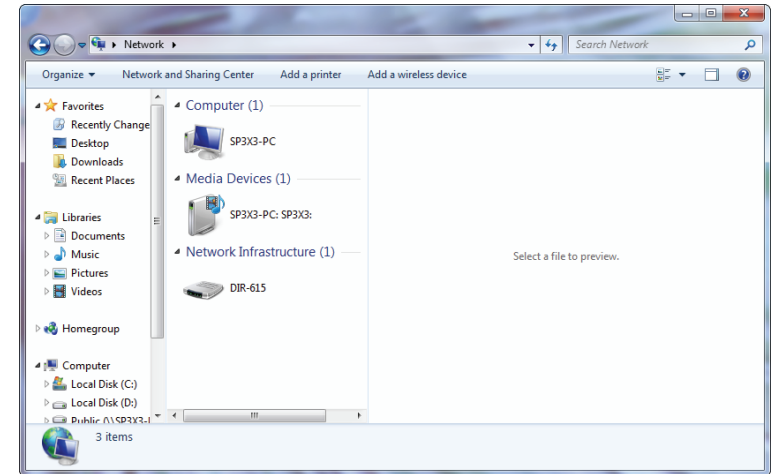 Network
Search Network
Organize
Network and Sharing Center
Add a printer
Add a wireless device
Favorites
Recently Change
Desktop
Downloads
Recent Places
Libraries
Documents
Music
Pictures
Videos
Homegroup
Computer
Local Disk (C:)
Local Disk (D:)
Computer (1)
SP3X3-PC
Media Devices (1)
SP3X3-PC: SP3X3:
Network Infrastructure (1)
DIR-615
Select a file to preview.
3 items